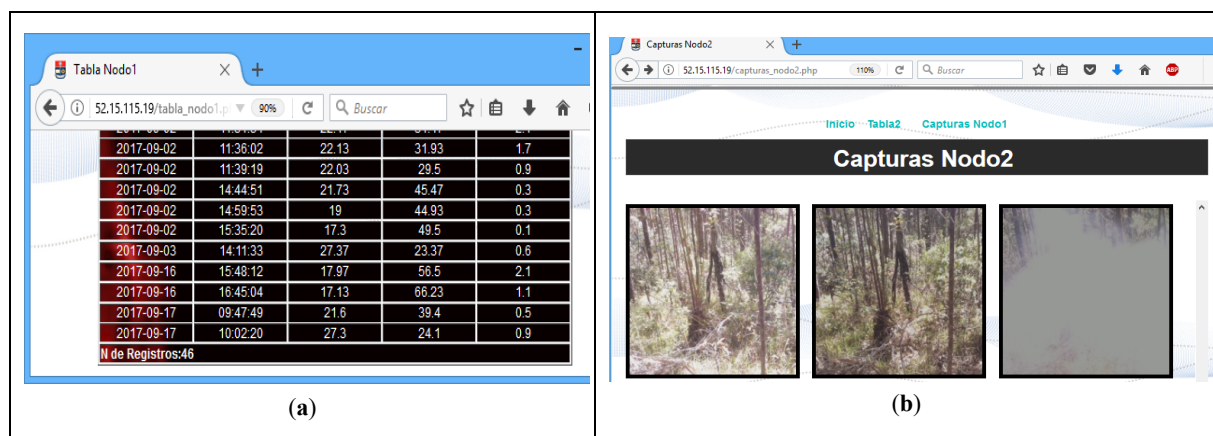 Tabla Nodo1
52.15.115.19/tabla_nodo1.p
90%
Buscar
2017-09-02 11:36:02 22.13 31.93 1.7
2017-09-02 11:39:19 22.03 29.5 0.9
2017-09-02 14:44:51 21.73 45.47 0.3
2017-09-02 14:59:53 19 44.93 0.3
2017-09-02 15:35:20 17.3 49.5 0.1
2017-09-03 14:11:33 27.37 23.37 0.6
2017-09-16 15:48:12 17.97 56.5 2.1
2017-09-16 16:45:04 17.13 66.23 1.1
2017-09-17 09:47:49 21.6 39.4 0.5
2017-09-17 10:02:20 27.3 24.1 0.9
N de Registros:46
(a)
Capturas Nodo2
52.15.115.19/capturas_nodo2.php
110%
Buscar
ABP
Inicio Tabla2 Capturas Nodo1
Capturas Nodo2
(b)